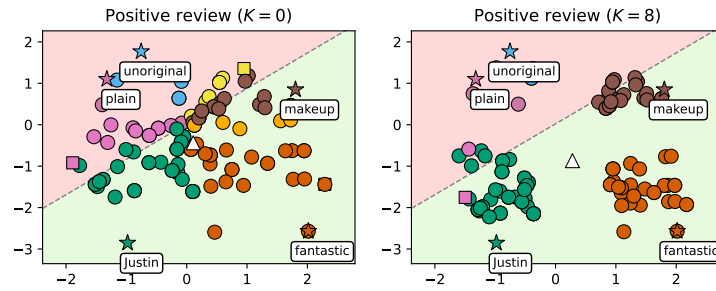 Positive review (K = 0)
2
1
0
−1
−2
−3
−2
−1
0
1
2
unoriginal
plain
makeup
Justin
fantastic
Positive review (K = 8)
2
1
0
−1
−2
−3
−2
−1
0
1
2
unoriginal
plain
makeup
Justin
fantastic